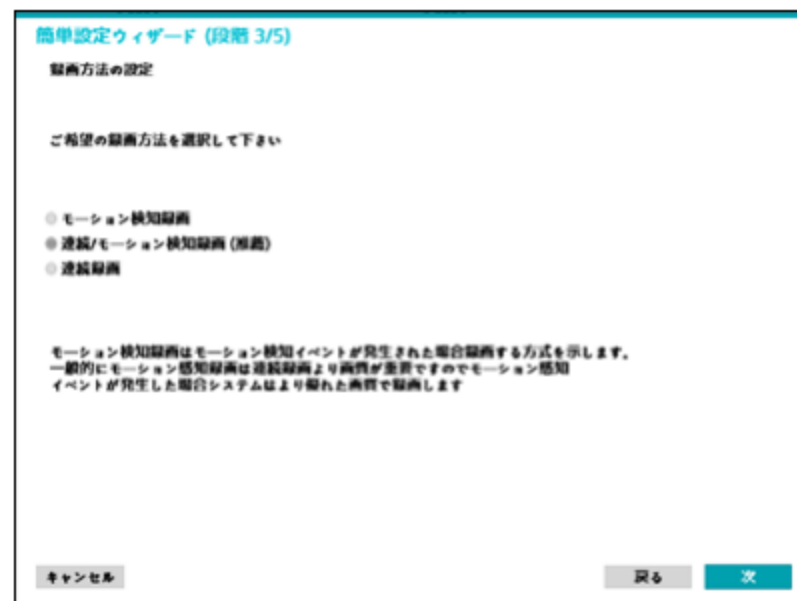 簡単設定ウィザード (段階 3/5)
録画方法の設定
ご希望の録画方法を選択して下さい
モーション検知録画
連続/モーション検知録画 (推薦)
連続録画
モーション検知録画はモーション検知イベントが発生された場合録画する方式を示します。
一般的にモーション感知録画は連続録画より画質が重要ですのでモーション感知
イベントが発生した場合システムはより優れた画質で録画します
キャンセル
戻る
次